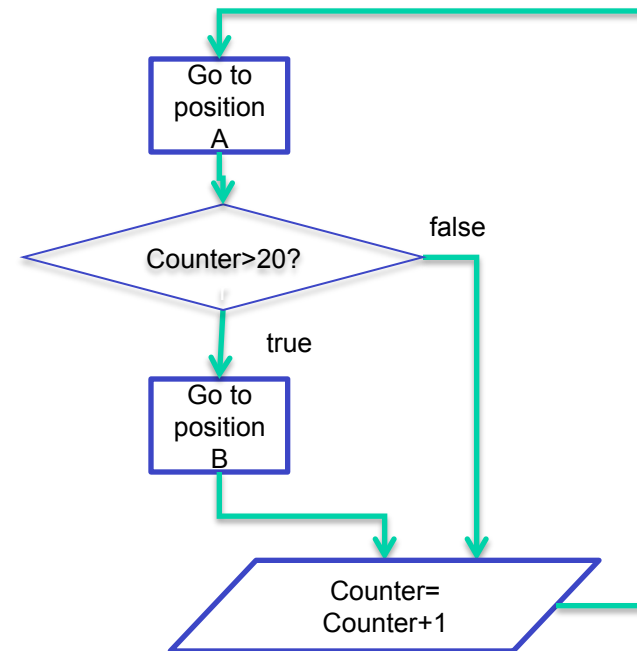 Go to
position
A
Counter>20?
false
true
Go to
position
B
Counter=
Counter+1